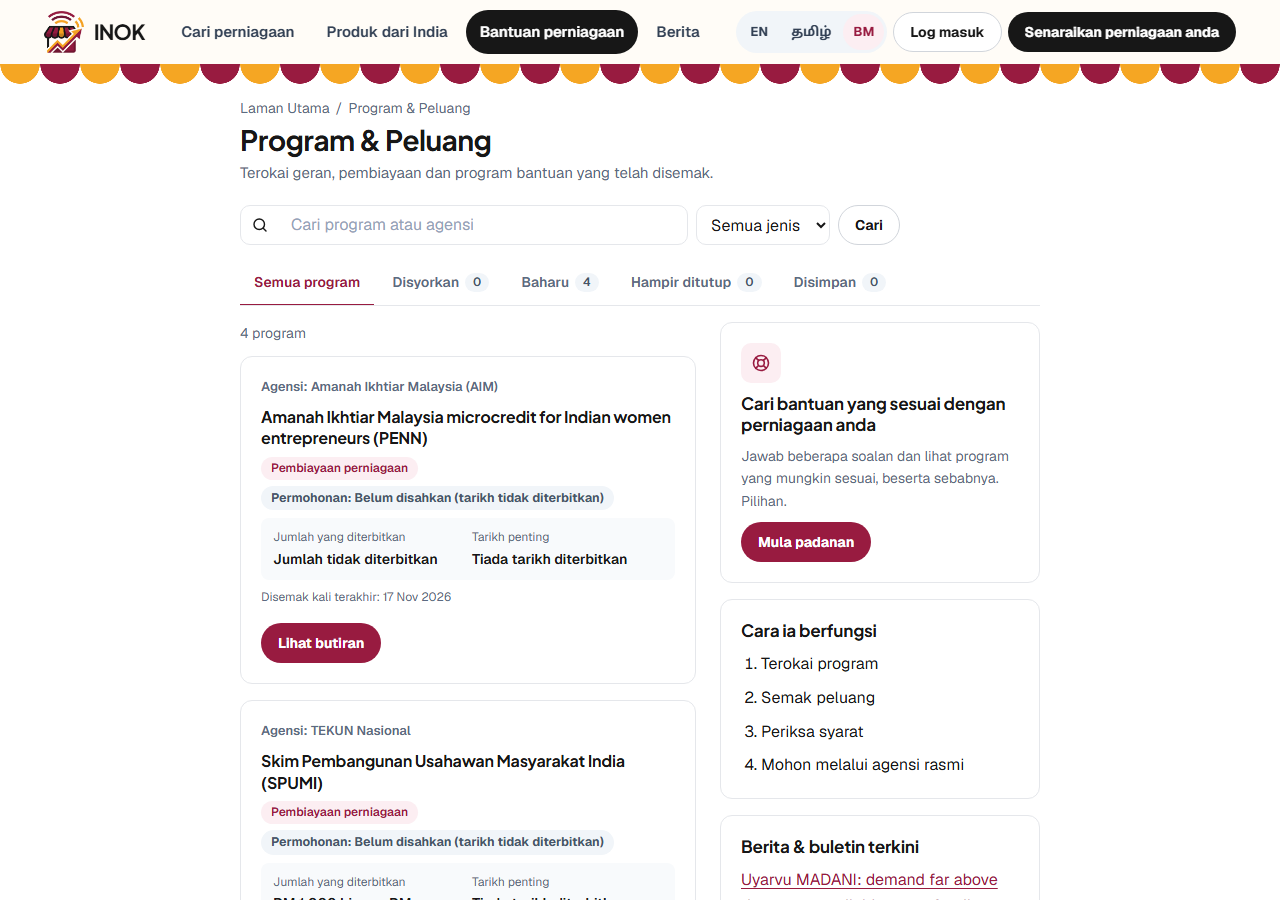 INOK
Cari perniagaan
Produk dari India
Bantuan perniagaan
Berita
EN
தமிழ்
BM
Log masuk
Senaraikan perniagaan anda
Laman Utama / Program & Peluang
Program & Peluang
Terokai geran, pembiayaan dan program bantuan yang telah disemak.
Cari program atau agensi
Semua jenis
Cari
Semua program
Disyorkan 0
Baharu 4
Hampir ditutup 0
Disimpan 0
4 program
Agensi: Amanah Ikhtiar Malaysia (AIM)
Amanah Ikhtiar Malaysia microcredit for Indian women
entrepreneurs (PENN)
Pembiayaan perniagaan
Permohonan: Belum disahkan (tarikh tidak diterbitkan)
Jumlah yang diterbitkan
Jumlah tidak diterbitkan
Tarikh penting
Tiada tarikh diterbitkan
Disemak kali terakhir: 17 Nov 2026
Lihat butiran
Agensi: TEKUN Nasional
Skim Pembangunan Usahawan Masyarakat India
(SPUMI)
Pembiayaan perniagaan
Permohonan: Belum disahkan (tarikh tidak diterbitkan)
Jumlah yang diterbitkan
Tarikh penting
Cari bantuan yang sesuai dengan
perniagaan anda
Jawab beberapa soalan dan lihat program
yang mungkin sesuai, beserta sebabnya.
Pilihan.
Mula padanan
Cara ia berfungsi
1. Terokai program
2. Semak peluang
3. Periksa syarat
4. Mohon melalui agensi rasmi
Berita & buletin terkini
Uyarvu MADANI: demand far above